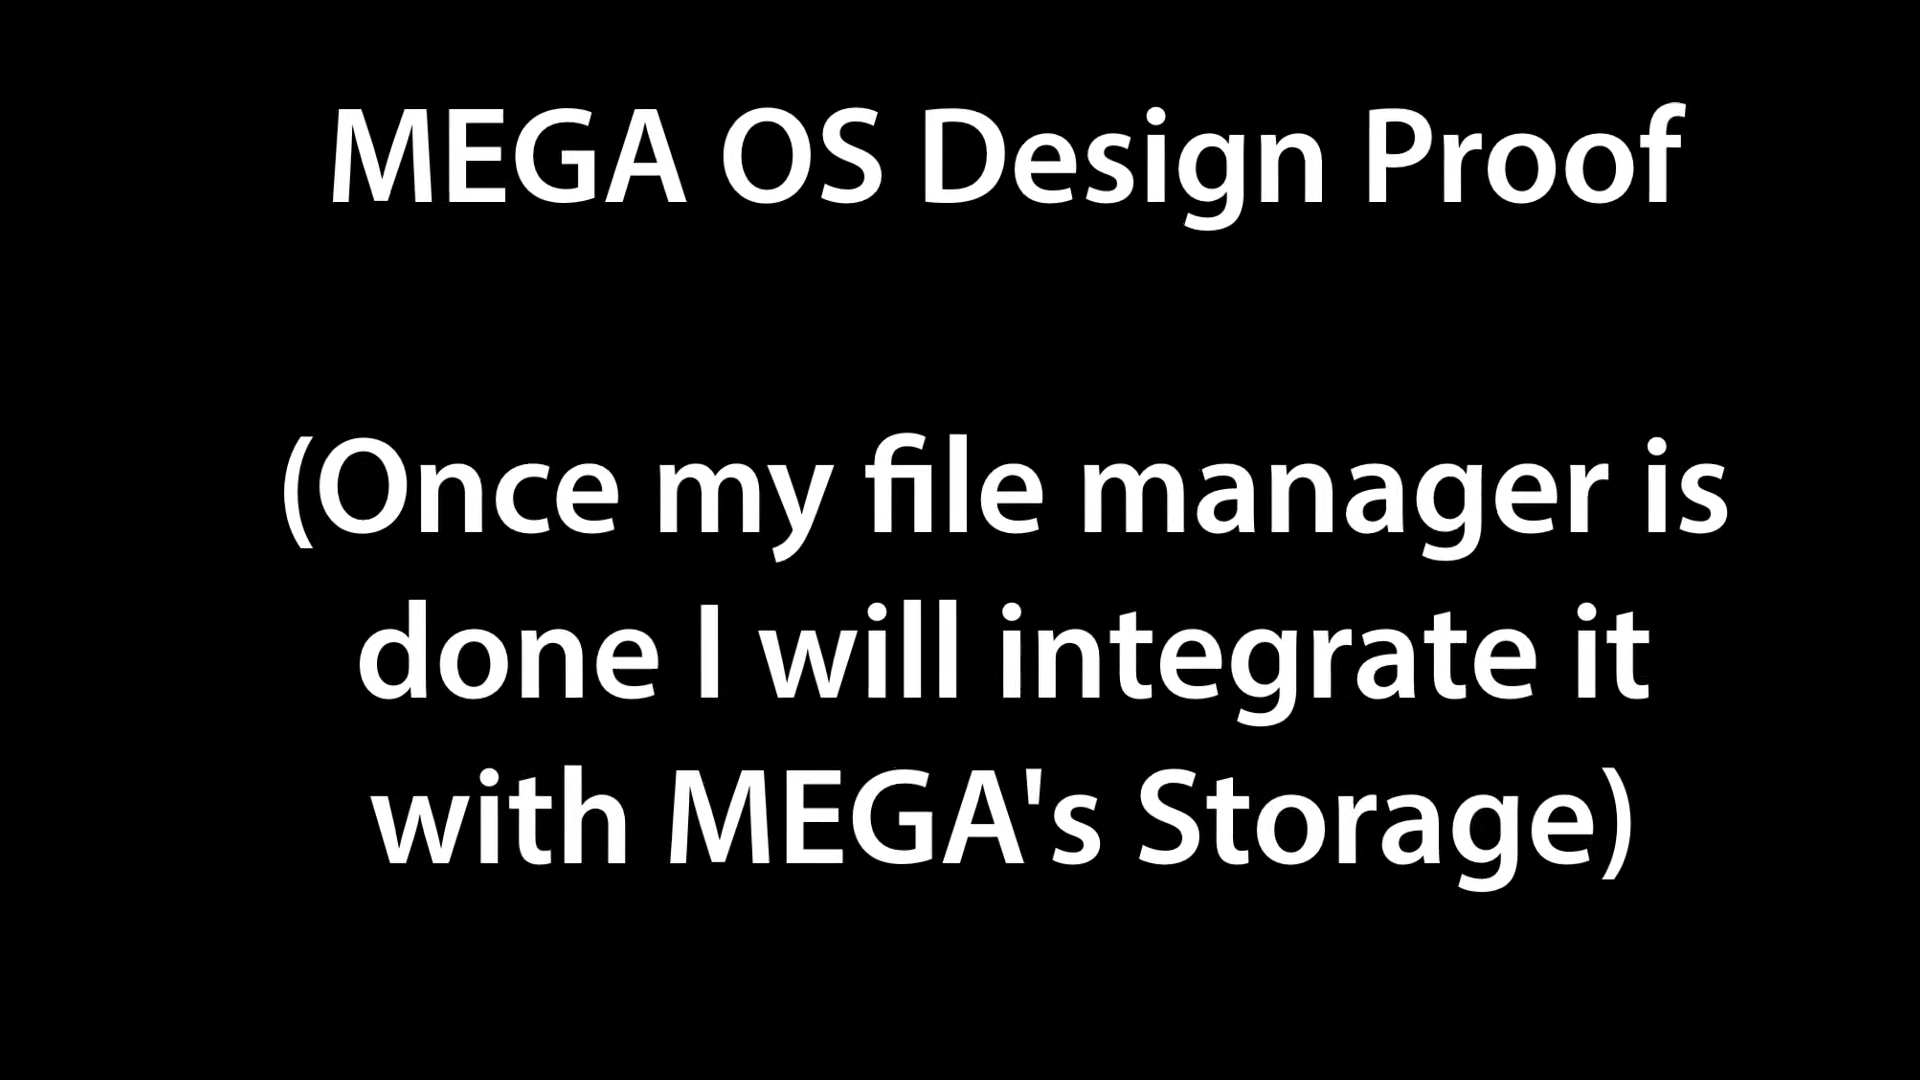 MEGA OS Design Proof
(Once my file manager is
done I will integrate it
with MEGA's Storage)